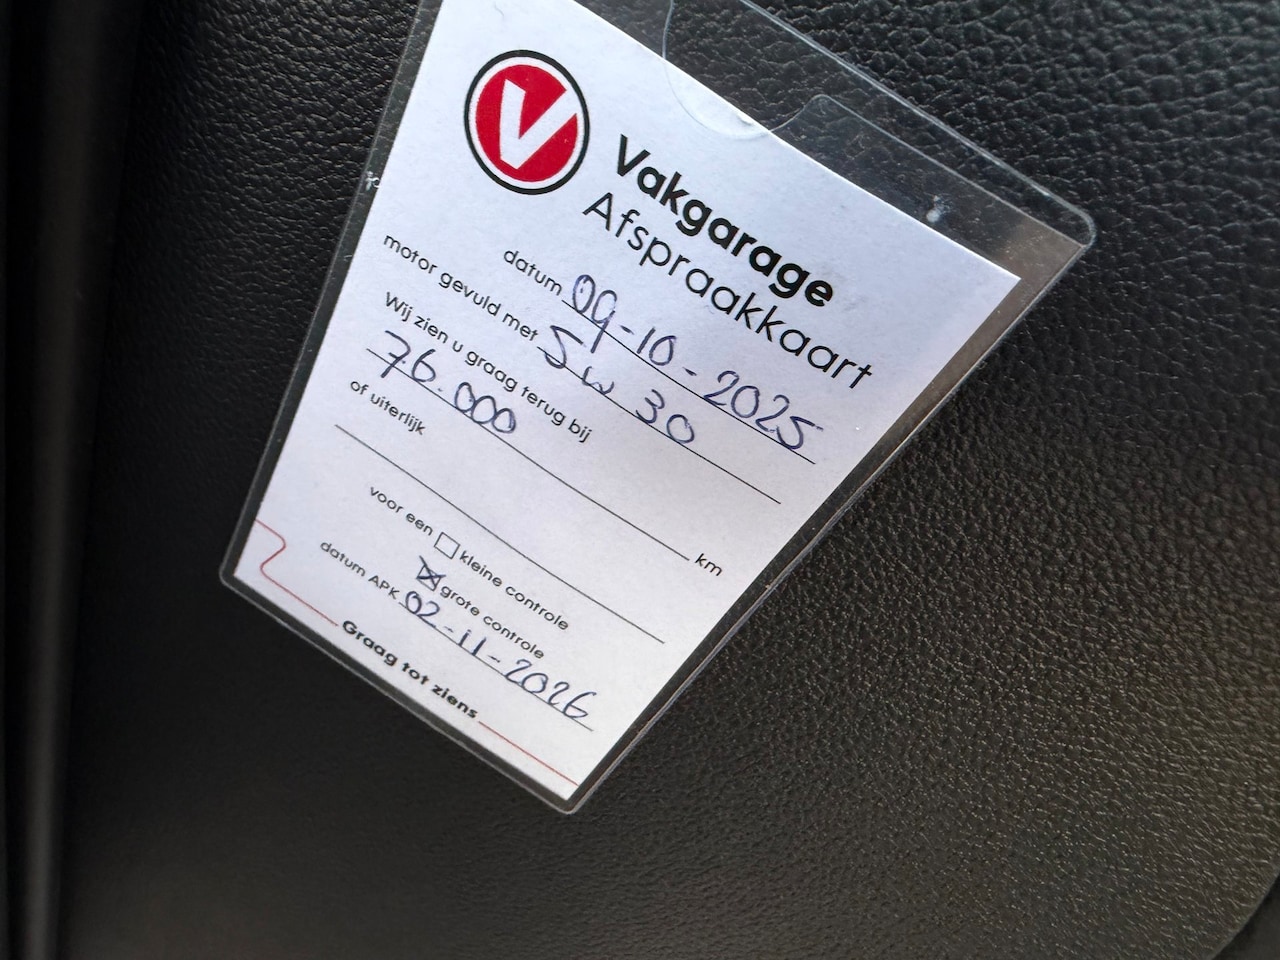 V
Vakgarage
Afspraakkaart
datum 09-10-2025
motor gevuld met 5w 30
Wij zien u graag terug bij
76.000 km
of uiterlijk
voor een kleine controle
grote controle
datum APK 02-11-2026
Graag tot ziens